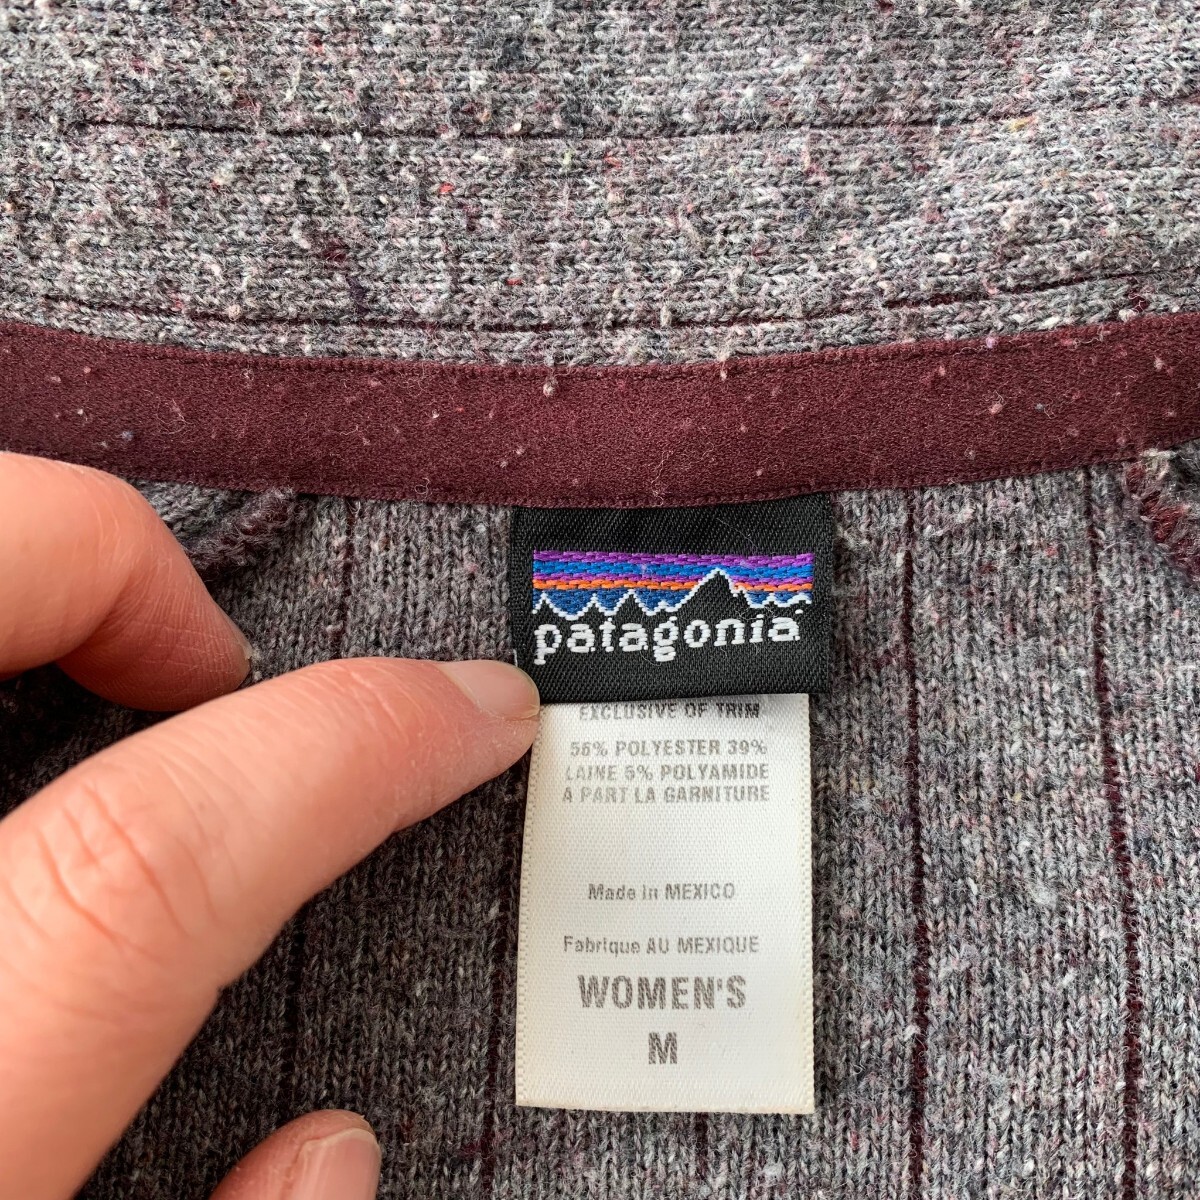 patagonia
EXCLUSIVE OF TRIM
56% POLYESTER 39%
LAINE 5% POLYAMIDE
À PART LA GARNITURE
Made in MEXICO
Fabrique AU MEXIQUE
WOMEN'S
M